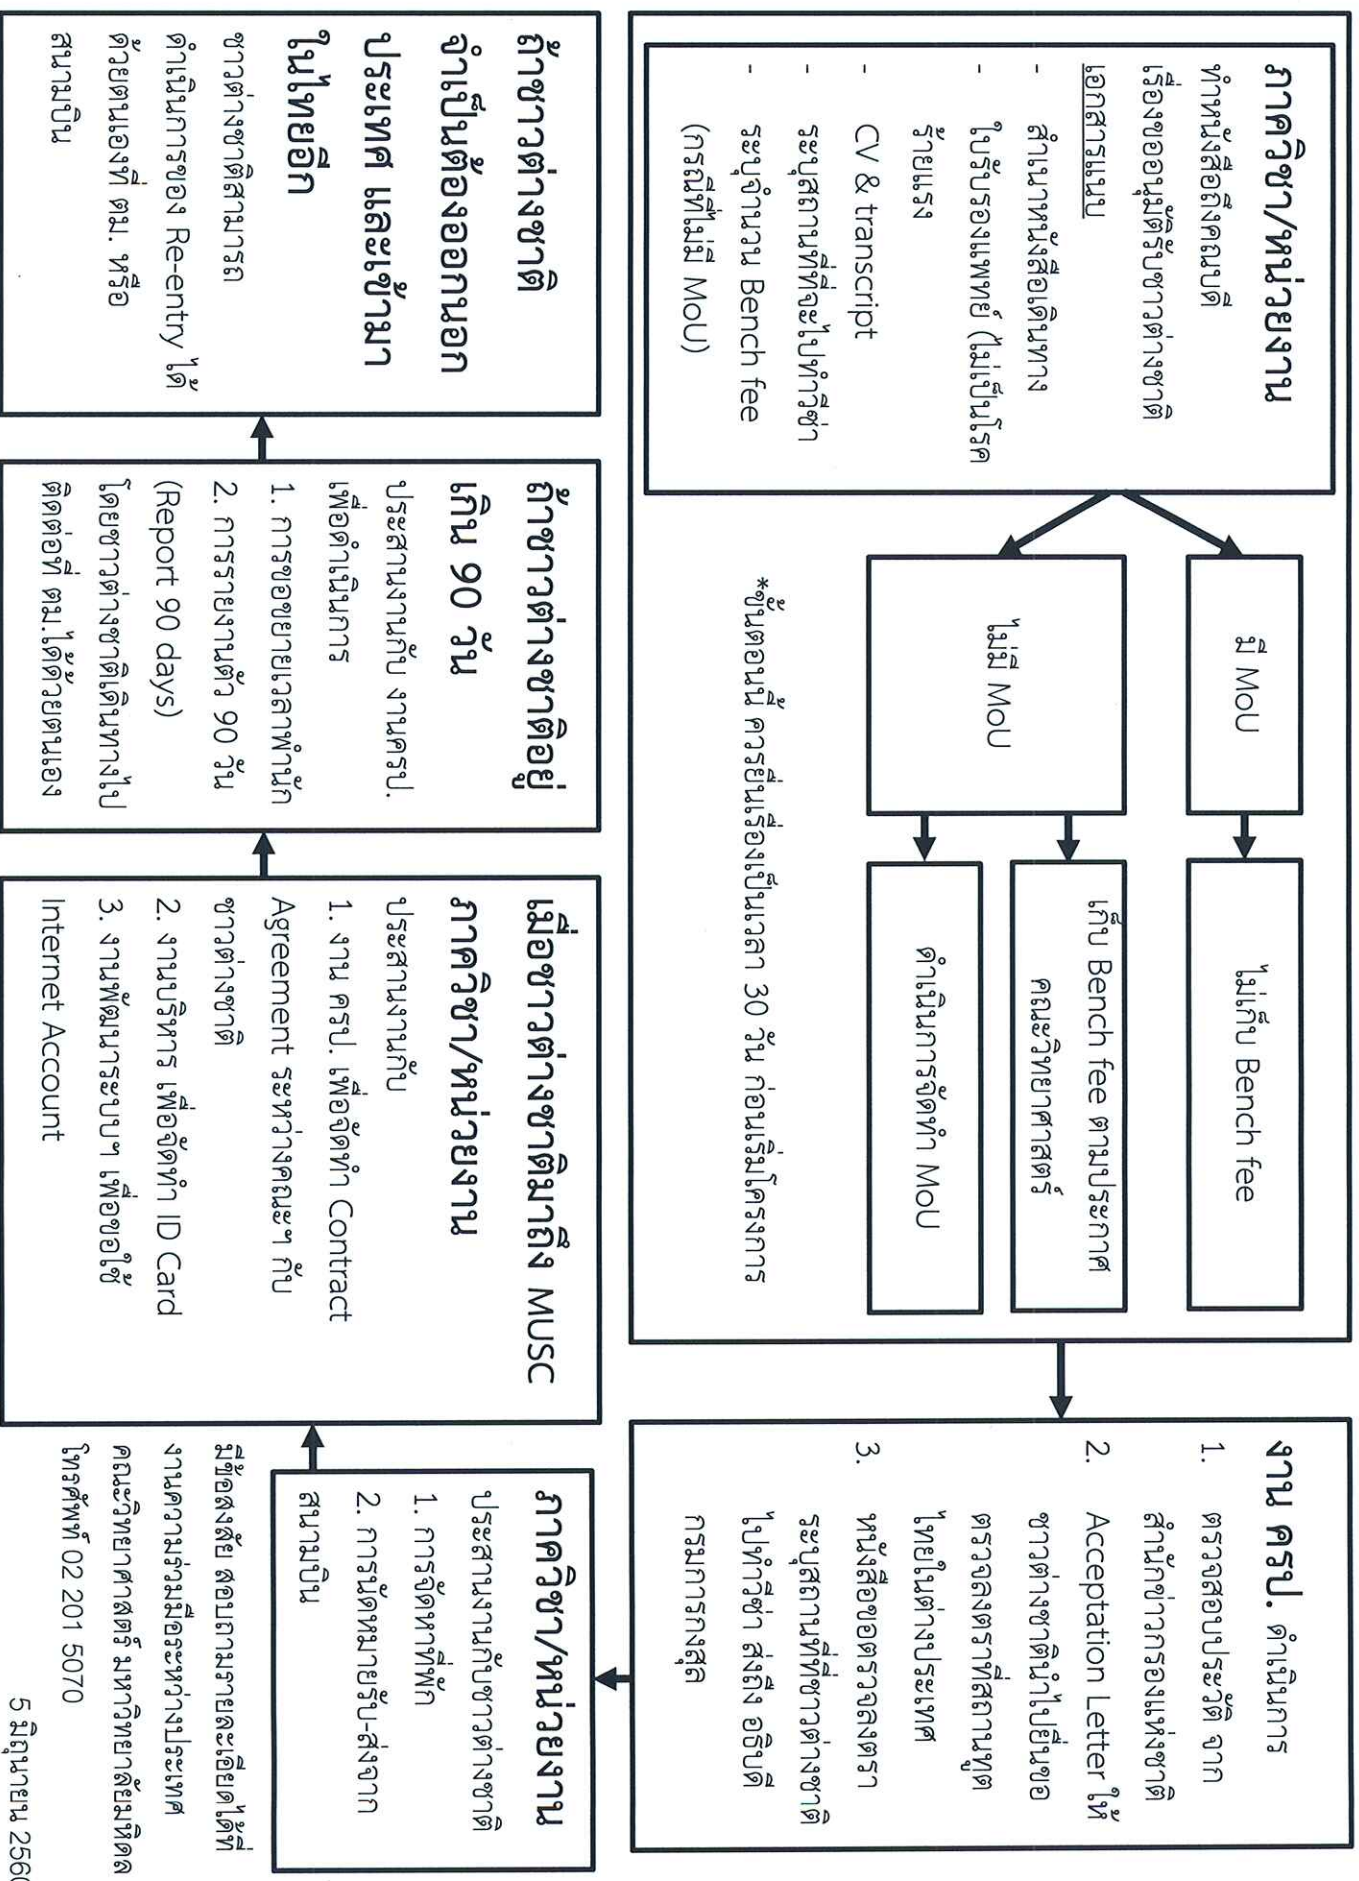 ภาควิชา/หน่วยงาน
ทำหนังสือถึงคณบดี
เรื่องขออนุมัติรับชาวต่างชาติ
เอกสารแนบ
- สำเนาหนังสือเดินทาง
- ใบรับรองแพทย์ (ไม่เป็นโรค
ร้ายแรง
- CV & transcript
- ระบุสถานที่ที่จะไปทำวีซ่า
- ระบุจำนวน Bench fee
(กรณีที่ไม่มี MoU)
มี MoU
ไม่เก็บ Bench fee
ไม่มี MoU
เก็บ Bench fee ตามประกาศ
คณะวิทยาศาสตร์
ดำเนินการจัดทำ MoU
*ขั้นตอนนี้ ควรยื่นเรื่องเป็นเวลา 30 วัน ก่อนเริ่มโครงการ
งาน ครป. ดำเนินการ
1. ตรวจสอบประวัติ จาก
สำนักข่าวกรองแห่งชาติ
2. Acceptation Letter ให้
ชาวต่างชาตินำไปยื่นขอ
ตรวจลงตราที่สถานทูต
ไทยในต่างประเทศ
3. หนังสือขอตรวจลงตรา
ระบุสถานที่ที่ชาวต่างชาติ
ไปทำวีซ่า ส่งถึง อธิบดี
กรมการกงสุล
ภาควิชา/หน่วยงาน
ประสานงานกับชาวต่างชาติ
1. การจัดหาที่พัก
2. การนัดหมายรับ-ส่งจาก
สนามบิน
เมื่อชาวต่างชาติมาถึง MUSC
ภาควิชา/หน่วยงาน
ประสานงานกับ
1. งาน ครป. เพื่อจัดทำ Contract
Agreement ระหว่างคณะฯ กับ
ชาวต่างชาติ
2. งานบริหาร เพื่อจัดทำ ID Card
3. งานพัฒนาระบบฯ เพื่อขอใช้
Internet Account
ถ้าชาวต่างชาติอยู่
เกิน 90 วัน
ประสานงานกับ งานครป.
เพื่อดำเนินการ
1. การขอขยายเวลาพำนัก
2. การรายงานตัว 90 วัน
(Report 90 days)
โดยชาวต่างชาติเดินทางไป
ติดต่อที่ ตม.ได้ด้วยตนเอง
ถ้าชาวต่างชาติ
จำเป็นต้องออกนอก
ประเทศ และเข้ามา
ในไทยอีก
ชาวต่างชาติสามารถ
ดำเนินการของ Re-entry ได้
ด้วยตนเองที่ ตม. หรือ
สนามบิน
มีข้อสงสัย สอบถามรายละเอียดได้ที่
งานความร่วมมือระหว่างประเทศ
คณะวิทยาศาสตร์ มหาวิทยาลัยมหิดล
โทรศัพท์ 02 201 5070
5 มิถุนายน 2560